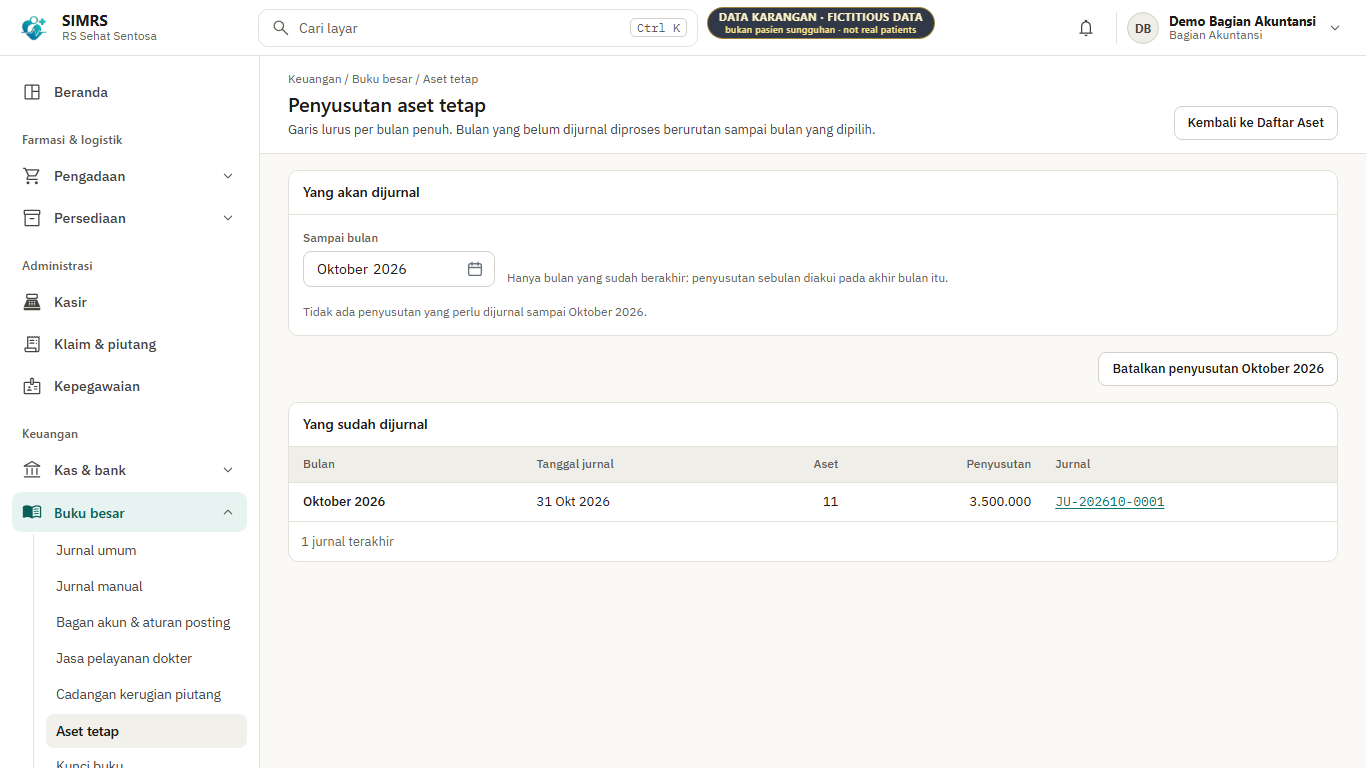 SIMRS
RS Sehat Sentosa
Cari layar
Ctrl K
DATA KARANGAN - FICTITIOUS DATA
bukan pasien sungguhan - not real patients
DB
Demo Bagian Akuntansi
Bagian Akuntansi
Beranda
Farmasi & logistik
Pengadaan
Persediaan
Administrasi
Kasir
Klaim & piutang
Kepegawaian
Keuangan
Kas & bank
Buku besar
Jurnal umum
Jurnal manual
Bagan akun & aturan posting
Jasa pelayanan dokter
Cadangan kerugian piutang
Aset tetap
Kunci buku
Keuangan / Buku besar / Aset tetap
Penyusutan aset tetap
Garis lurus per bulan penuh. Bulan yang belum dijurnal diproses berurutan sampai bulan yang dipilih.
Kembali ke Daftar Aset
Yang akan dijurnal
Sampai bulan
Oktober 2026
Hanya bulan yang sudah berakhir: penyusutan sebulan diakui pada akhir bulan itu.
Tidak ada penyusutan yang perlu dijurnal sampai Oktober 2026.
Batalkan penyusutan Oktober 2026
Yang sudah dijurnal
Bulan Tanggal jurnal Aset Penyusutan Jurnal
Oktober 2026 31 Okt 2026 11 3.500.000 JU-202610-0001
1 jurnal terakhir